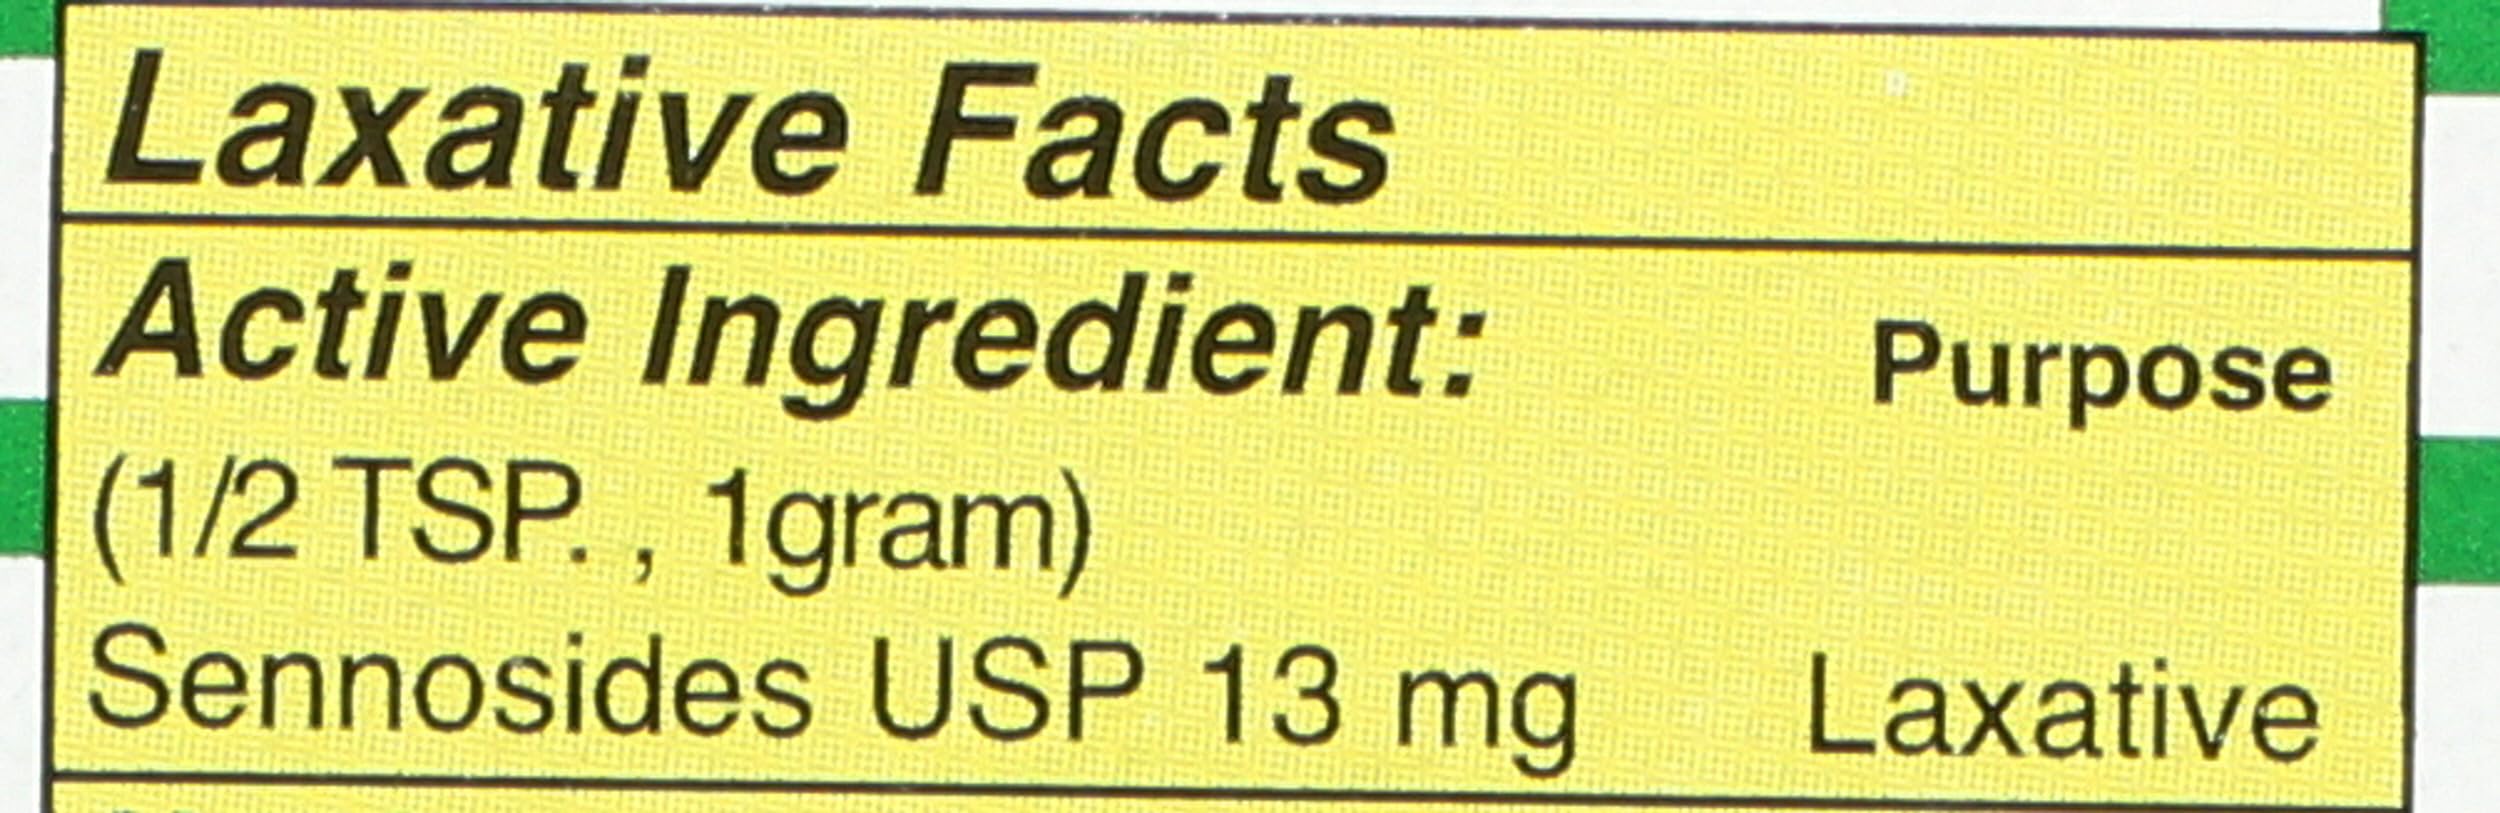 Laxative Facts
Active Ingredient: Purpose
(1/2 TSP. , 1gram)
Sennosides USP 13 mg Laxative